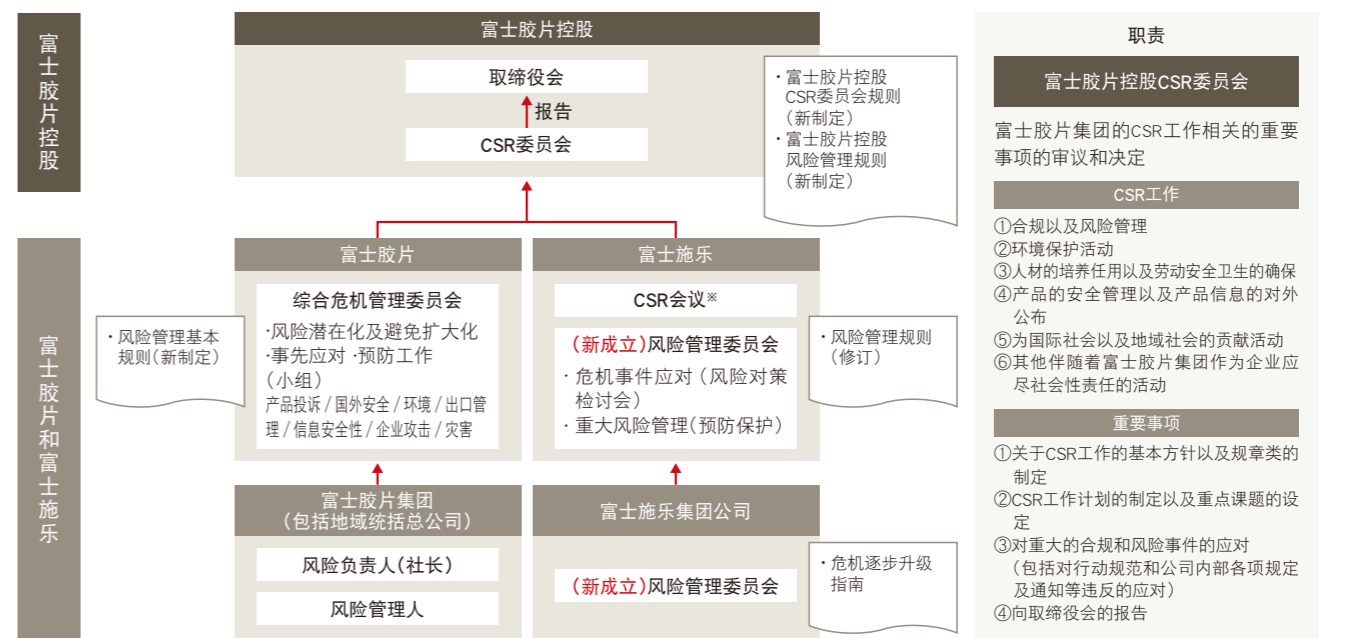 富士胶片控股
富士胶片控股
取缔役会
报告
CSR委员会
·富士胶片控股
CSR委员会规则
（新制定）
·富士胶片控股
风险管理规则
（新制定）
富士胶片和富士施乐
富士胶片
综合危机管理委员会
·风险潜在化及避免扩大化
·事先应对 ·预防工作
（小组）
产品投诉 / 国外安全 / 环境 / 出口管
理 / 信息安全性 / 企业攻击 / 灾害
·风险管理基本
规则（新制定）
富士施乐
CSR会议※
（新成立）风险管理委员会
·危机事件应对（风险对策
检讨会）
·重大风险管理（预防保护）
·风险管理规则
（修订）
富士胶片集团
（包括地域统括总公司）
风险负责人（社长）
风险管理人
富士施乐集团公司
（新成立）风险管理委员会
·危机逐步升级
指南
职责
富士胶片控股CSR委员会
富士胶片集团的CSR工作相关的重要
事项的审议和决定
CSR工作
①合规以及风险管理
②环境保护活动
③人材的培养任用以及劳动安全卫生的确保
④产品的安全管理以及产品信息的对外
公布
⑤为国际社会以及地域社会的贡献活动
⑥其他伴随着富士胶片集团作为企业应
尽社会性责任的活动
重要事项
①关于CSR工作的基本方针以及规章类的
制定
②CSR工作计划的制定以及重点课题的设
定
③对重大的合规和风险事件的应对
（包括对行动规范和公司内部各项规定
及通知等违反的应对）
④向取缔役会的报告